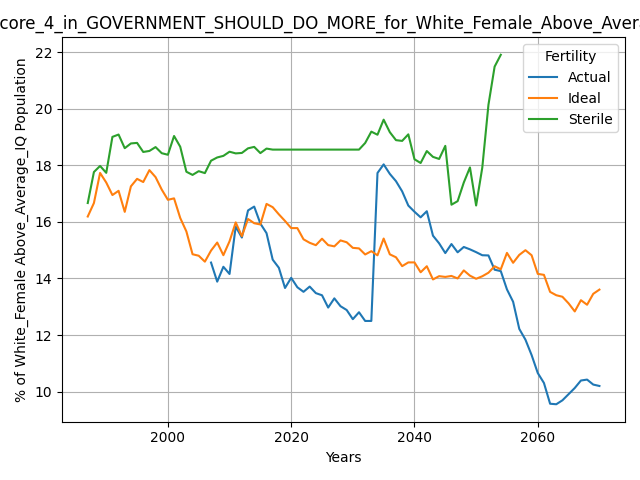 core_4_in_GOVERNMENT_SHOULD_DO_MORE_for_White_Female_Above_Avera
Fertility
Actual
Ideal
Sterile
% of White_Female Above_Average_IQ Population
22
20
18
16
14
12
10
2000
2020
2040
2060
Years